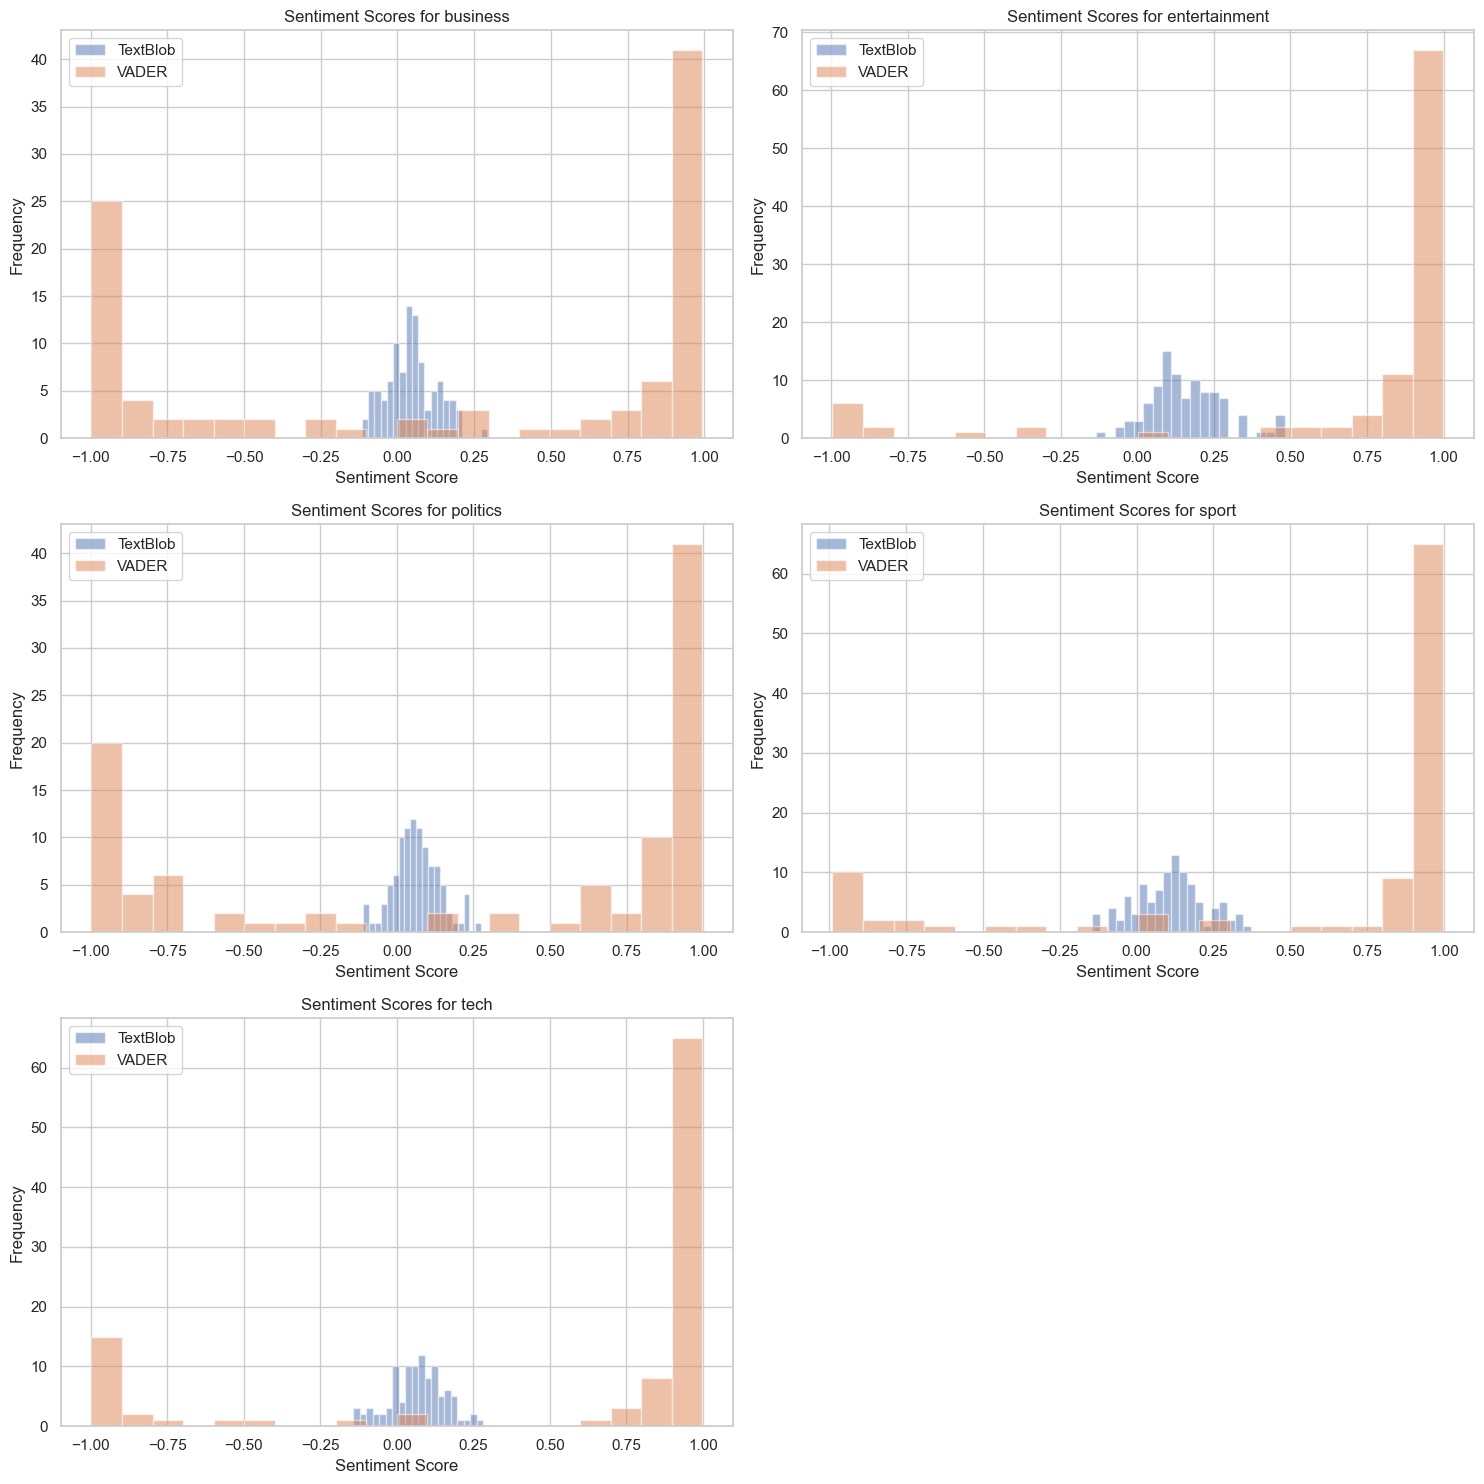 Sentiment Scores for business
TextBlob
VADER
40
35
30
25
20
15
10
5
0
Frequency
−1.00 −0.75 −0.50 −0.25 0.00 0.25 0.50 0.75 1.00
Sentiment Score
Sentiment Scores for entertainment
TextBlob
VADER
70
60
50
40
30
20
10
0
Frequency
−1.00 −0.75 −0.50 −0.25 0.00 0.25 0.50 0.75 1.00
Sentiment Score
Sentiment Scores for politics
TextBlob
VADER
40
35
30
25
20
15
10
5
0
Frequency
−1.00 −0.75 −0.50 −0.25 0.00 0.25 0.50 0.75 1.00
Sentiment Score
Sentiment Scores for sport
TextBlob
VADER
60
50
40
30
20
10
0
Frequency
−1.00 −0.75 −0.50 −0.25 0.00 0.25 0.50 0.75 1.00
Sentiment Score
Sentiment Scores for tech
TextBlob
VADER
60
50
40
30
20
10
0
Frequency
−1.00 −0.75 −0.50 −0.25 0.00 0.25 0.50 0.75 1.00
Sentiment Score